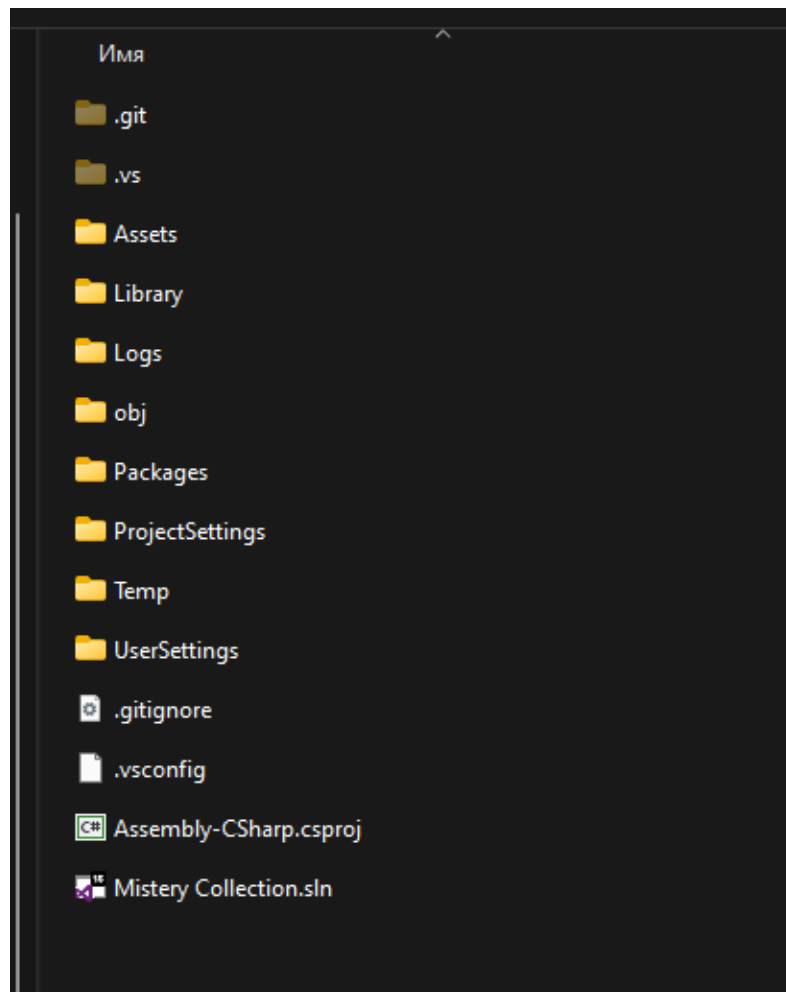 Имя
.git
.vs
Assets
Library
Logs
obj
Packages
ProjectSettings
Temp
UserSettings
.gitignore
.vsconfig
C#
Assembly-CSharp.csproj
Mistery Collection.sln